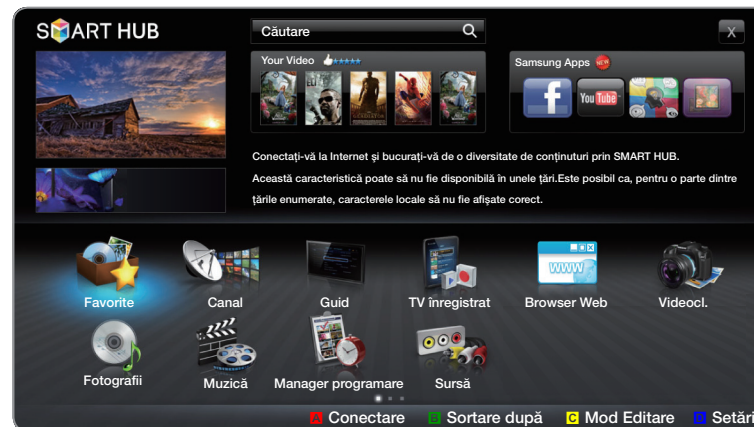 SMART HUB
Căutare
X
Your Video
Samsung Apps NEW
You Tube
WWW
Conectați-vă la Internet și bucurați-vă de o diversitate de conținuturi prin SMART HUB.
Această caracteristică poate să nu fie disponibilă în unele țări.Este posibil ca, pentru o parte dintre
țările enumerate, caracterele locale să nu fie afișate corect.
Favorite Canal Guid TV înregistrat Browser Web Videocl.
Fotografii Muzică Manager programare Sursă
A Conectare B Sortare după C Mod Editare D Setări